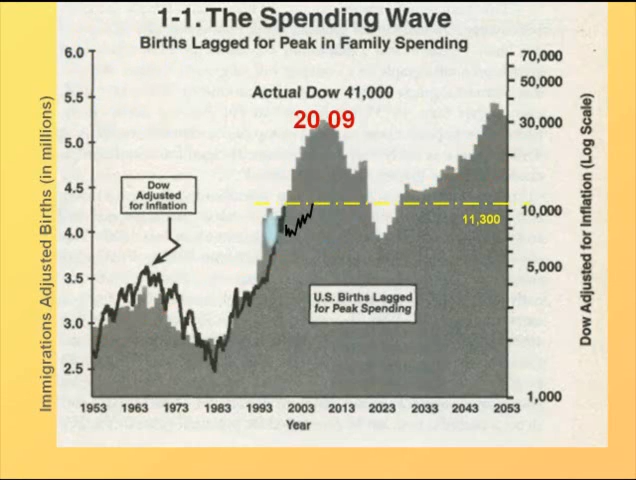 1-1. The Spending Wave
Births Lagged for Peak in Family Spending
Immigrations Adjusted Births (in millions)
6.0
5.5
5.0
4.5
4.0
3.5
3.0
2.5
Actual Dow 41,000
20 09
Dow
Adjusted
for Inflation
U.S. Births Lagged
for Peak Spending
11,300
70,000
50,000
30,000
10,000
5,000
1,000
Dow Adjusted for Inflation (Log Scale)
1953 1963 1973 1983 1993 2003 2013 2023 2033 2043 2053
Year